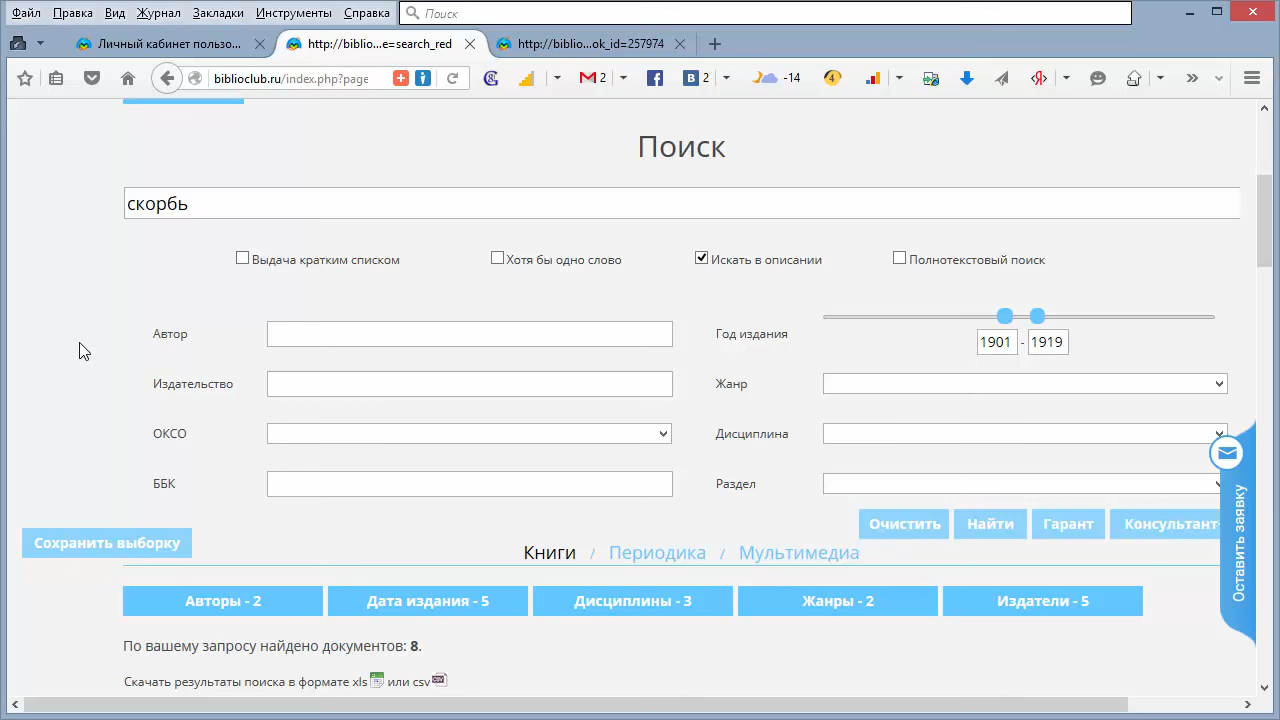 Файл Правка Вид Журнал Закладки Инструменты Справка Поиск
Личный кабинет пользо... http://biblio...e=search_red http://biblio...ok_id=257974
biblioclub.ru/index.php?page 2 B 2 -14 4 Я
Поиск
скорбь
Выдача кратким списком Хотя бы одно слово Искать в описании Полнотекстовый поиск
Автор Год издания 1901 - 1919
Издательство Жанр
ОКСО Дисциплина
ББК Раздел
Оставить заявку
Очистить Найти Гарант Консультант
Сохранить выборку
Книги / Периодика / Мультимедиа
Авторы - 2 Дата издания - 5 Дисциплины - 3 Жанры - 2 Издатели - 5
По вашему запросу найдено документов: 8.
Скачать результаты поиска в формате xls или csv